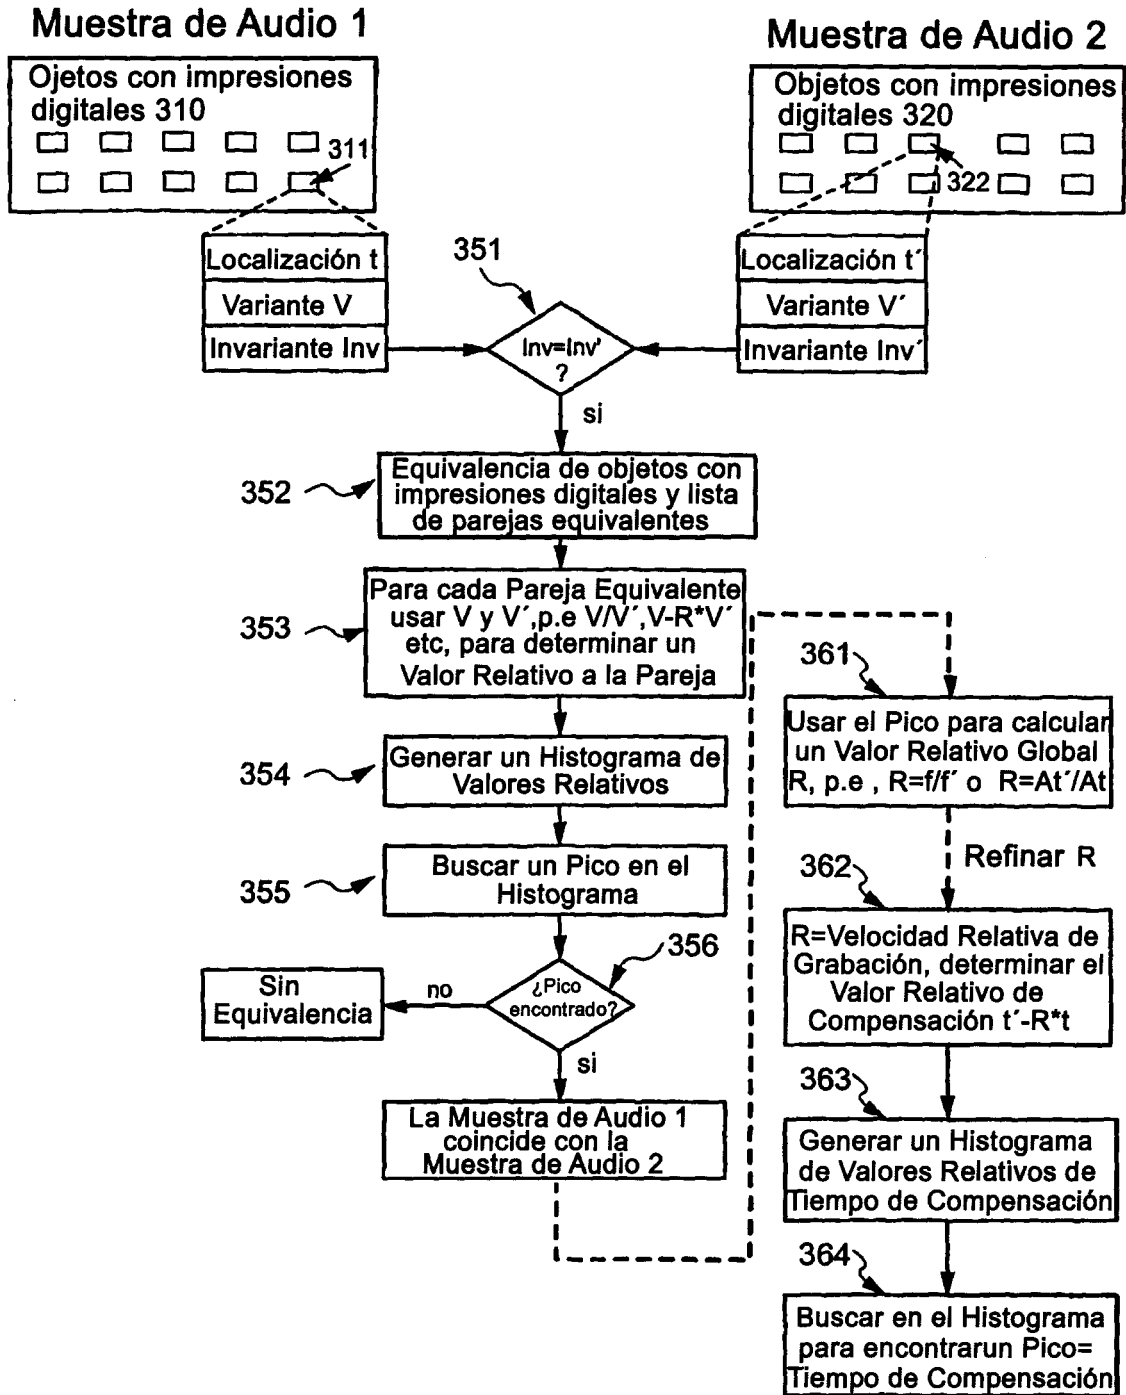 Muestra de Audio 1
Ojetos con impresiones
digitales 310
311
Muestra de Audio 2
Objetos con impresiones
digitales 320
322
Localización t
Variante V
Invariante Inv
351
Inv=Inv'
?
Localización t´
Variante V´
Invariante Inv´
si
352
Equivalencia de objetos con
impresiones digitales y lista
de parejas equivalentes
353
Para cada Pareja Equivalente
usar V y V´,p.e V/V´,V-R*V´
etc, para determinar un
Valor Relativo a la Pareja
354
Generar un Histograma de
Valores Relativos
355
Buscar un Pico en el
Histograma
356
¿Pico
encontrado?
no
Sin
Equivalencia
si
La Muestra de Audio 1
coincide con la
Muestra de Audio 2
361
Usar el Pico para calcular
un Valor Relativo Global
R, p.e , R=f/f´ o R=At´/At
Refinar R
362
R=Velocidad Relativa de
Grabación, determinar el
Valor Relativo de
Compensación t´-R*t
363
Generar un Histograma
de Valores Relativos de
Tiempo de Compensación
364
Buscar en el Histograma
para encontrarun Pico=
Tiempo de Compensación